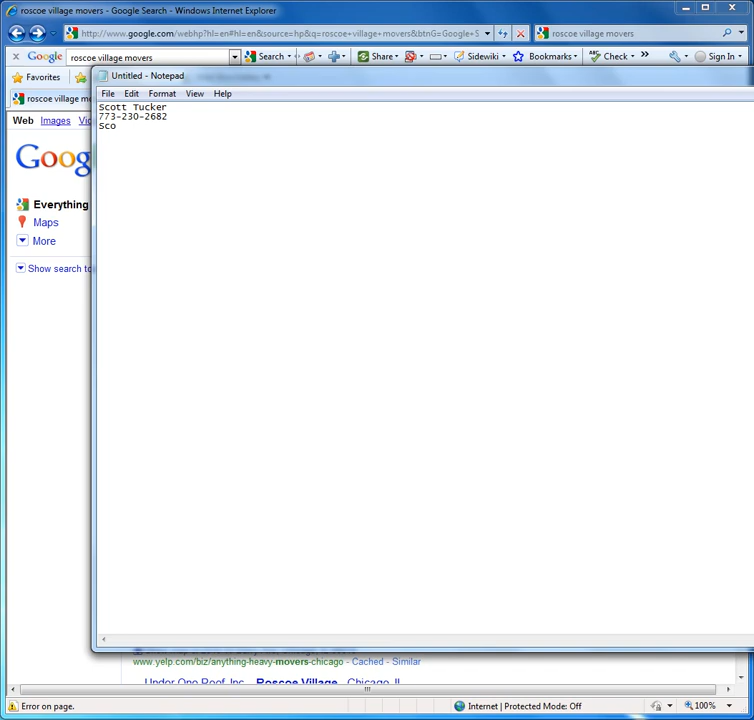 roscoe village movers - Google Search - Windows Internet Explorer
http://www.google.com/webhp?hl=en#hl=en&source=hp&q=roscoe+village+movers&btnG=Google+S
roscoe village movers
Google
roscoe village movers
Search
Share
Sidewiki
Bookmarks
Check
Sign In
Favorites
Untitled - Notepad
roscoe village mo
File Edit Format View Help
Scott Tucker
773-230-2682
Sco
Web Images
Goog
Everything
Maps
More
Show search to
www.yelp.com/biz/anything-heavy-movers-chicago - Cached - Similar
Under One Roof, Inc. Roscoe Village Chicago, IL
Error on page.
Internet | Protected Mode: Off
100%